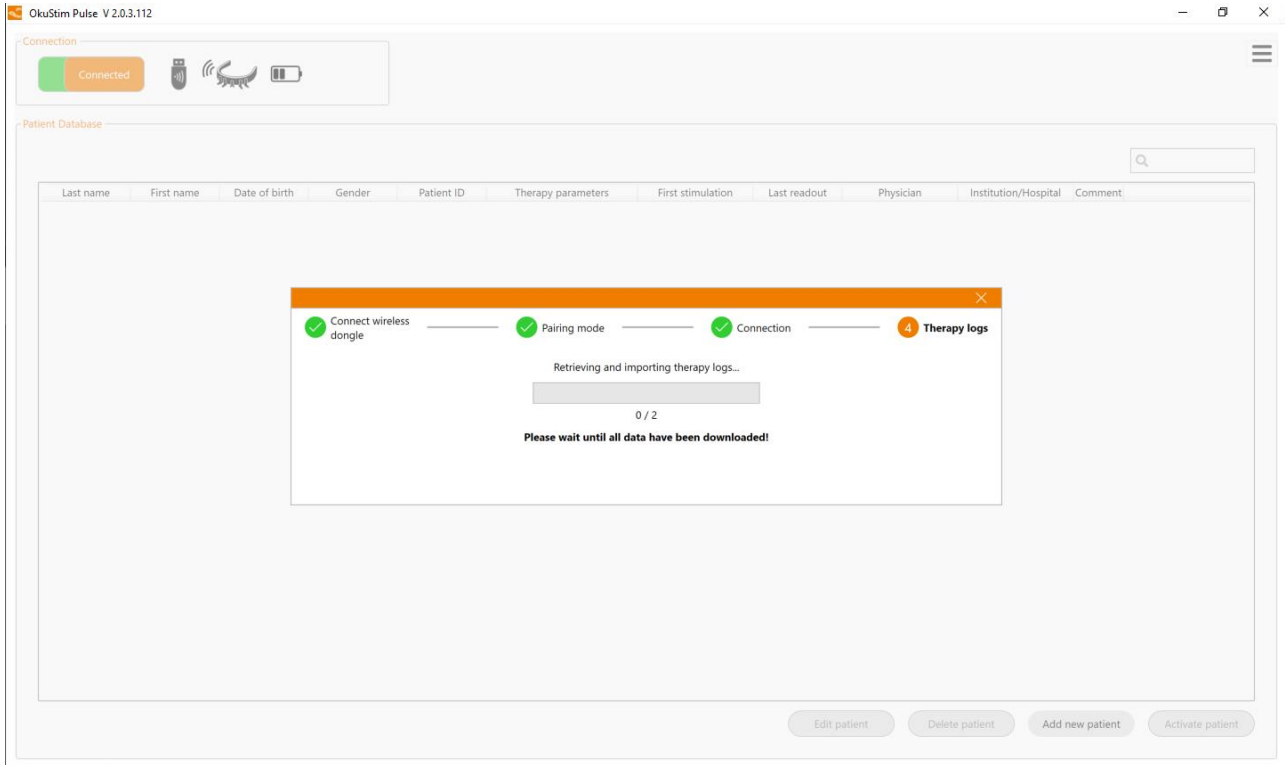 OkuStim Pulse V 2.0.3.112
Connection
Connected
Patient Database
Last name First name Date of birth Gender Patient ID Therapy parameters First stimulation Last readout Physician Institution/Hospital Comment
Connect wireless
dongle
Pairing mode
Connection
4 Therapy logs
Retrieving and importing therapy logs...
0 / 2
Please wait until all data have been downloaded!
Edit patient Delete patient Add new patient Activate patient